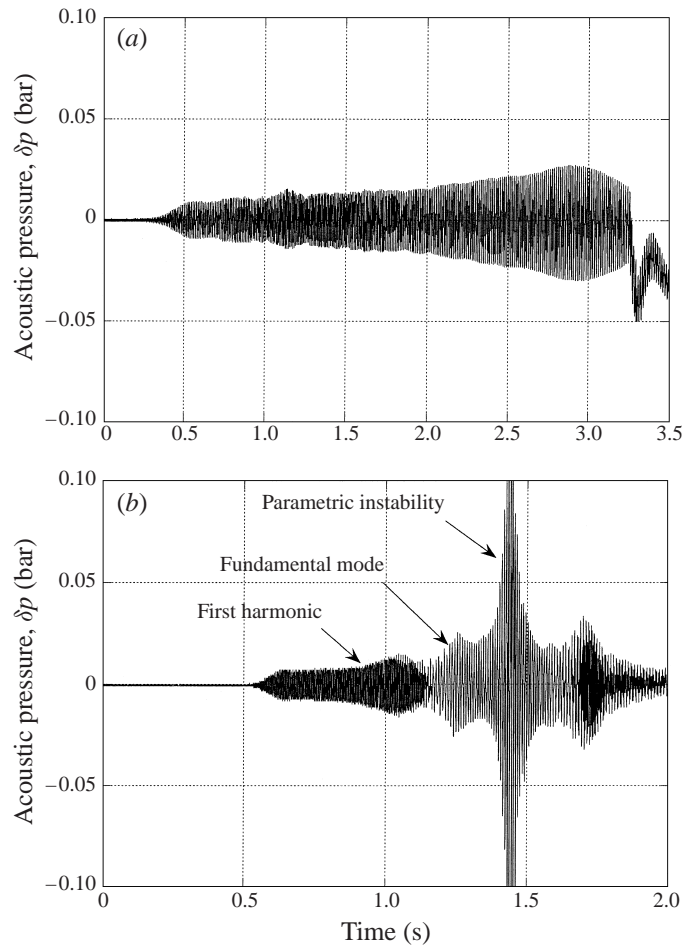 (a)
Acoustic pressure, δp (bar)
0.10
0.05
0
−0.05
−0.10
0 0.5 1.0 1.5 2.0 2.5 3.0 3.5
(b)
Acoustic pressure, δp (bar)
0.10
0.05
0
−0.05
−0.10
Parametric instability
Fundamental mode
First harmonic
0 0.5 1.0 1.5 2.0
Time (s)